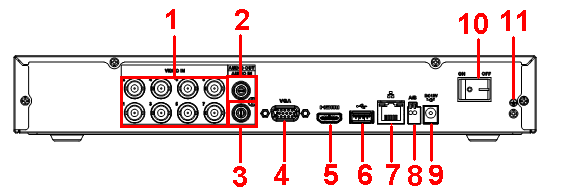 1 2 10 11
VIDEO IN
AUDIO OUT
AUDIO IN
ON OFF
VGA
HDMI
A/B
DC12V
3 4 5 6 7 8 9